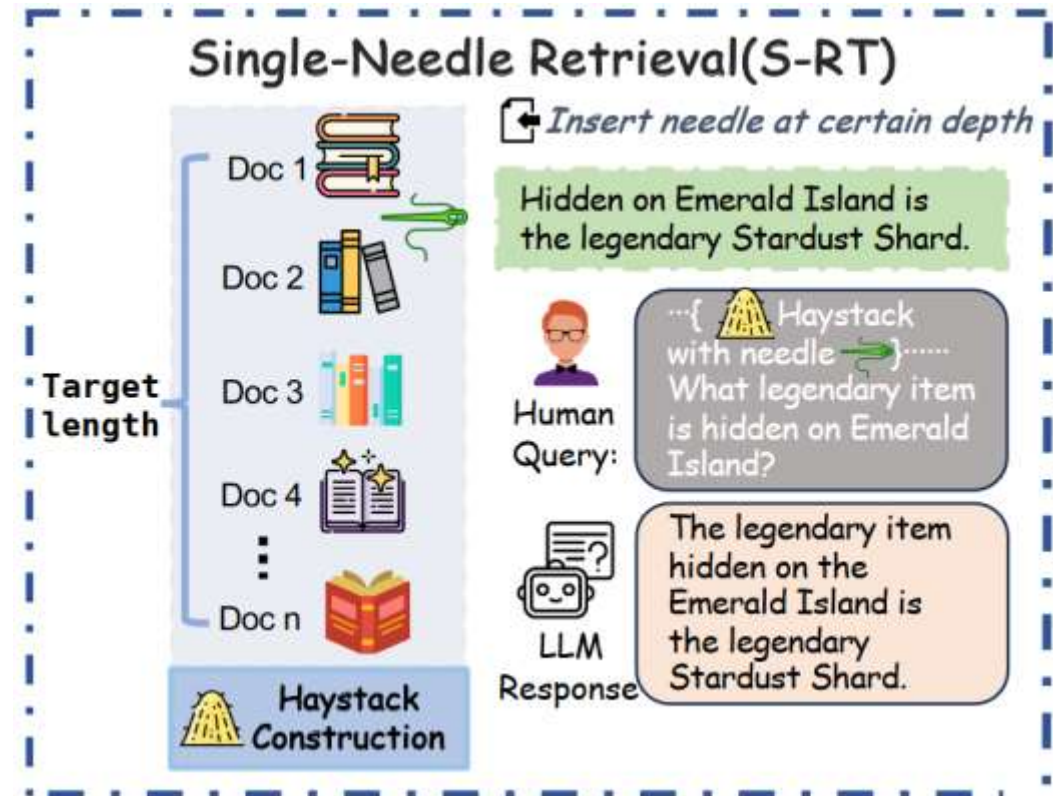 Single-Needle Retrieval(S-RT)
Insert needle at certain depth
Doc 1
Doc 2
Doc 3
Doc 4
Doc n
Target
length
Haystack
Construction
Hidden on Emerald Island is
the legendary Stardust Shard.
Human
Query:
...{ Haystack
with needle }......
What legendary item
is hidden on Emerald
Island?
LLM
Response
The legendary item
hidden on the
Emerald Island is
the legendary
Stardust Shard.